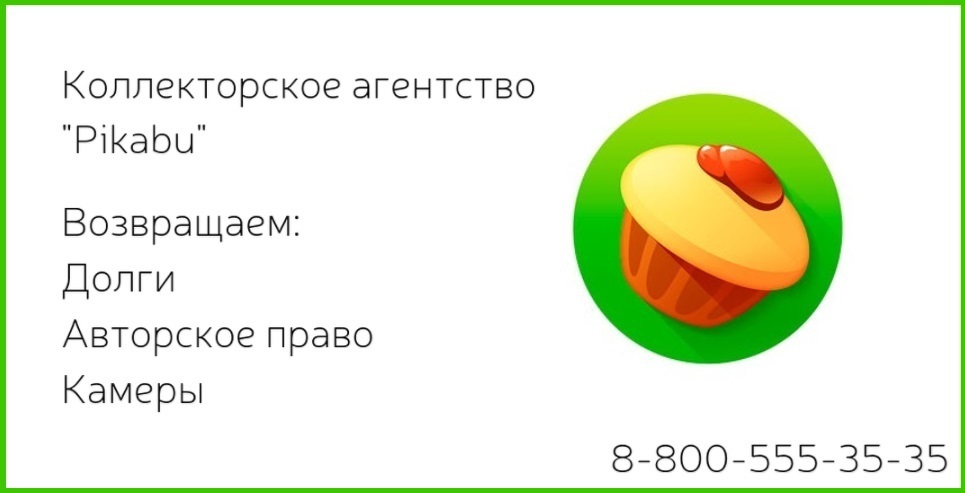 Коллекторское агентство
"Pikabu"
Возвращаем:
Долги
Авторское право
Камеры
8-800-555-35-35